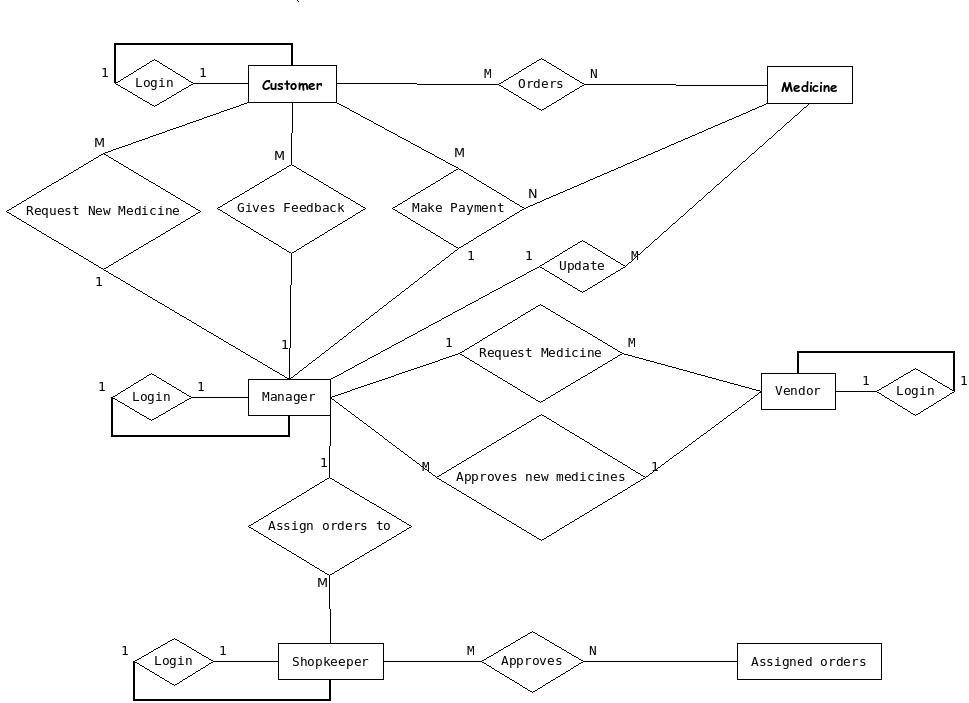 1 Login 1 Customer M Orders N Medicine
M M M
N
Request New Medicine Gives Feedback Make Payment
1 1 1 M
Update
1
1 Request Medicine M
1 Login 1 Manager Vendor 1 Login 1
1 M Approves new medicines 1
Assign orders to
M
1 Login 1 Shopkeeper M Approves N Assigned orders